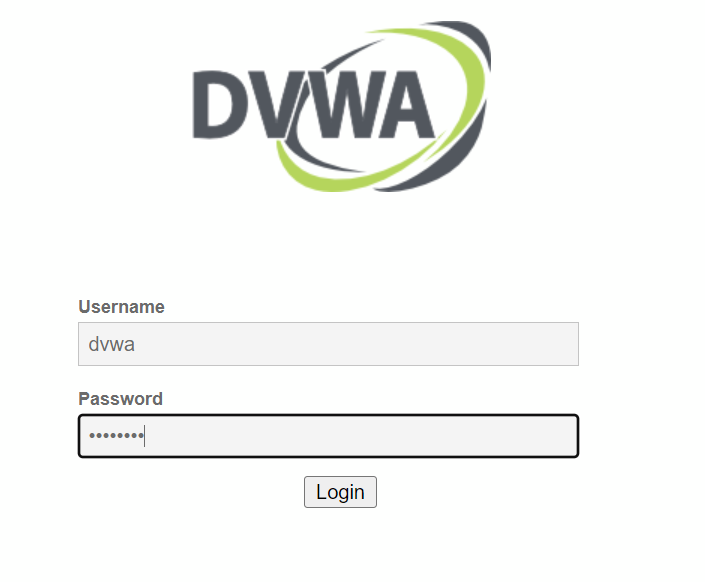 DVWA
Username
dvwa
Password
••••••••
Login